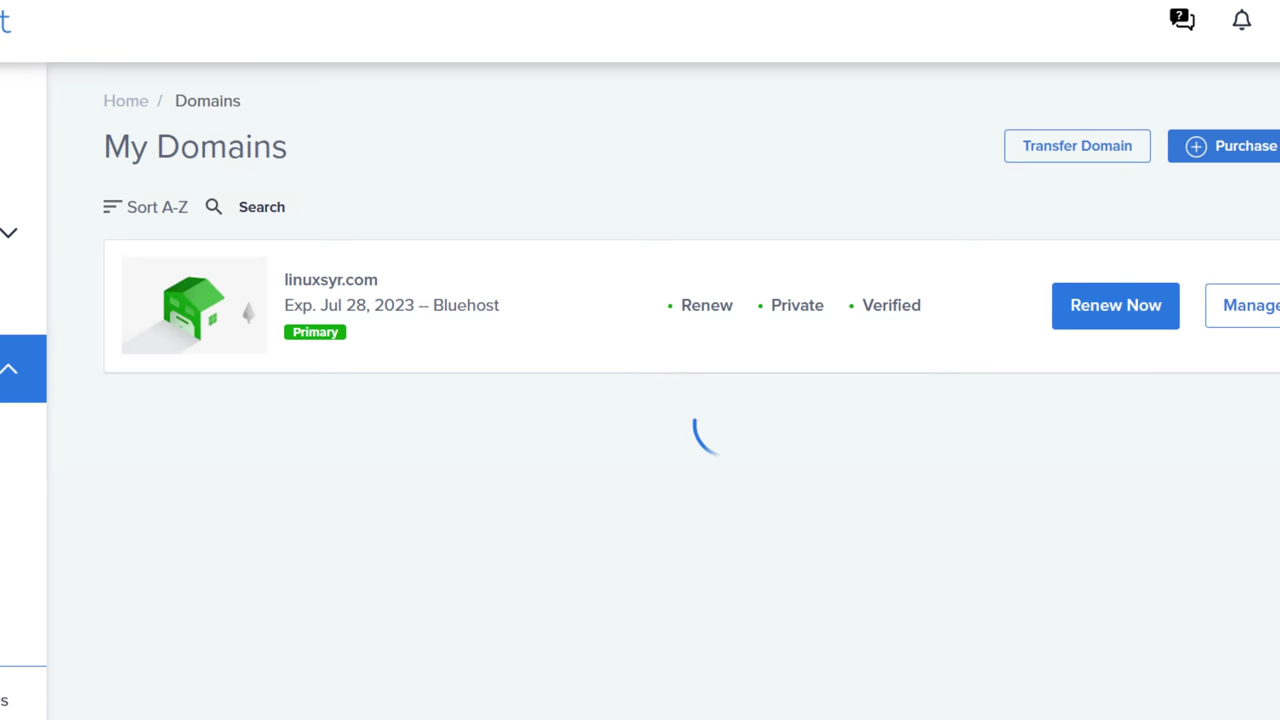 t
Home / Domains
My Domains
Transfer Domain
Purchase
Sort A-Z
Search
linuxsyr.com
Exp. Jul 28, 2023 -- Bluehost
Primary
• Renew • Private • Verified
Renew Now
Manage
s